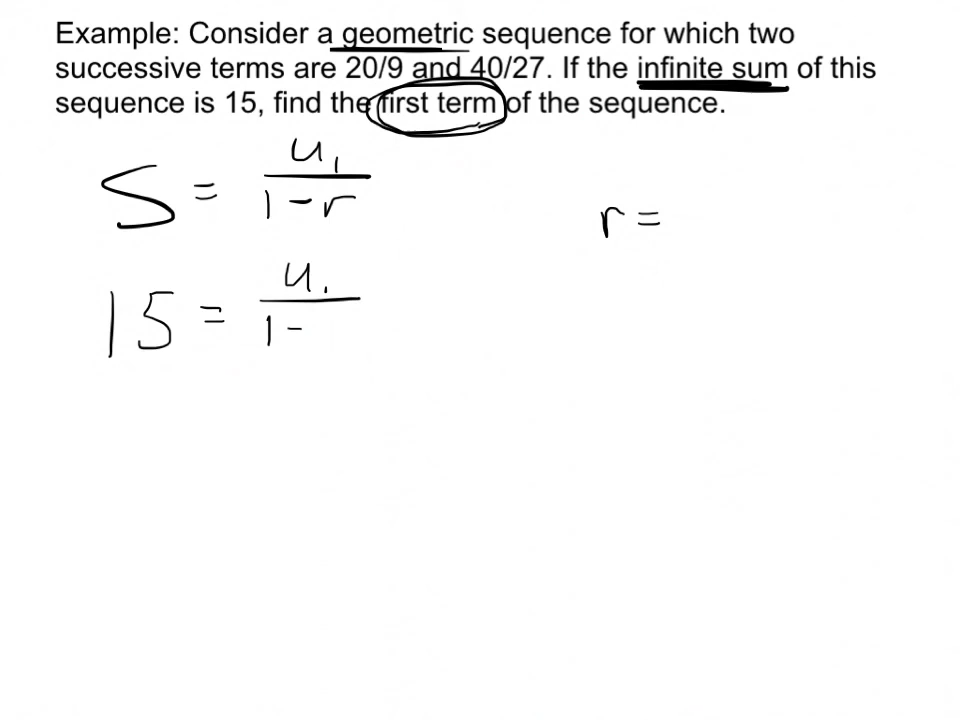 Example: Consider a geometric sequence for which two
successive terms are 20/9 and 40/27. If the infinite sum of this
sequence is 15, find the first term of the sequence.
S = u₁ / 1-r
r =
15 = u₁ / 1-